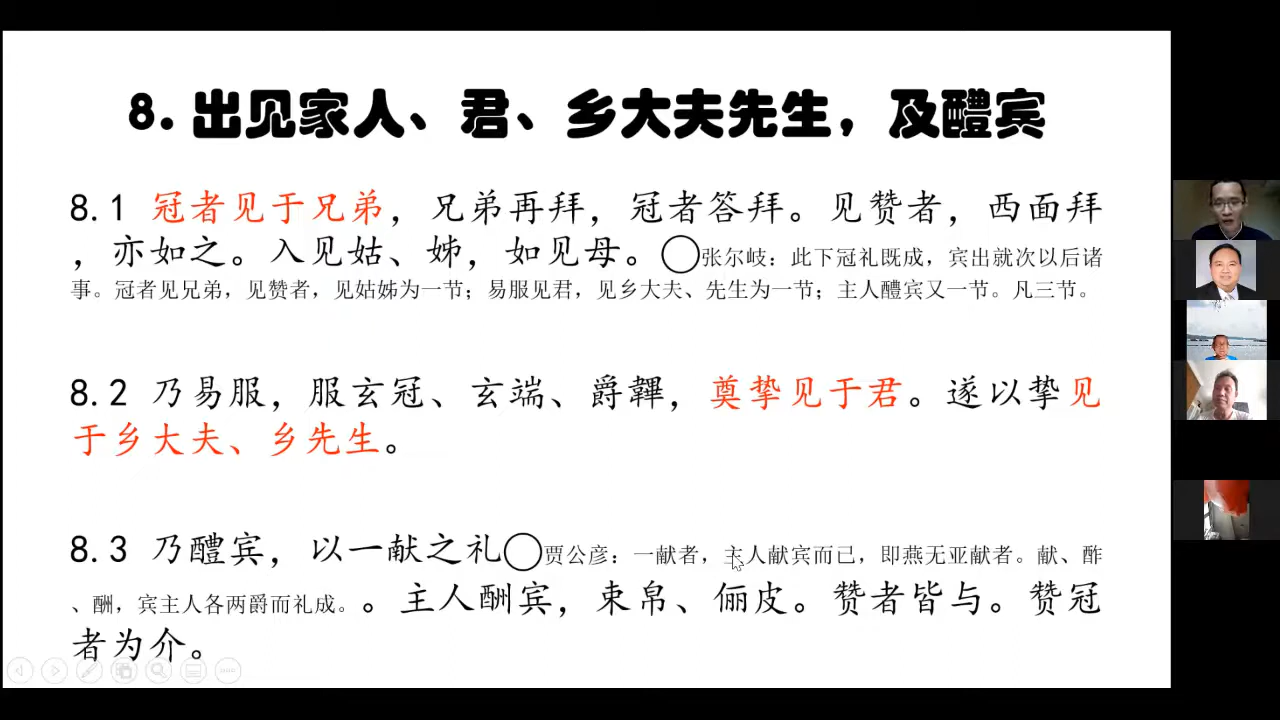 8. 出见家人、君、乡大夫先生，及醴宾
8.1 冠者见于兄弟，兄弟再拜，冠者答拜。见赞者，西面拜
，亦如之。入见姑、姊，如见母。◯张尔岐：此下冠礼既成，宾出就次以后诸
事。冠者见兄弟，见赞者，见姑姊为一节；易服见君，见乡大夫、先生为一节；主人醴宾又一节。凡三节。
8.2 乃易服，服玄冠、玄端、爵韠，奠挚见于君。遂以挚见
于乡大夫、乡先生。
8.3 乃醴宾，以一献之礼◯贾公彦：一献者，主人献宾而已，即燕无亚献者。献、酢
、酬，宾主人各两爵而礼成。。主人酬宾，束帛、俪皮。赞者皆与。赞冠
者为介。